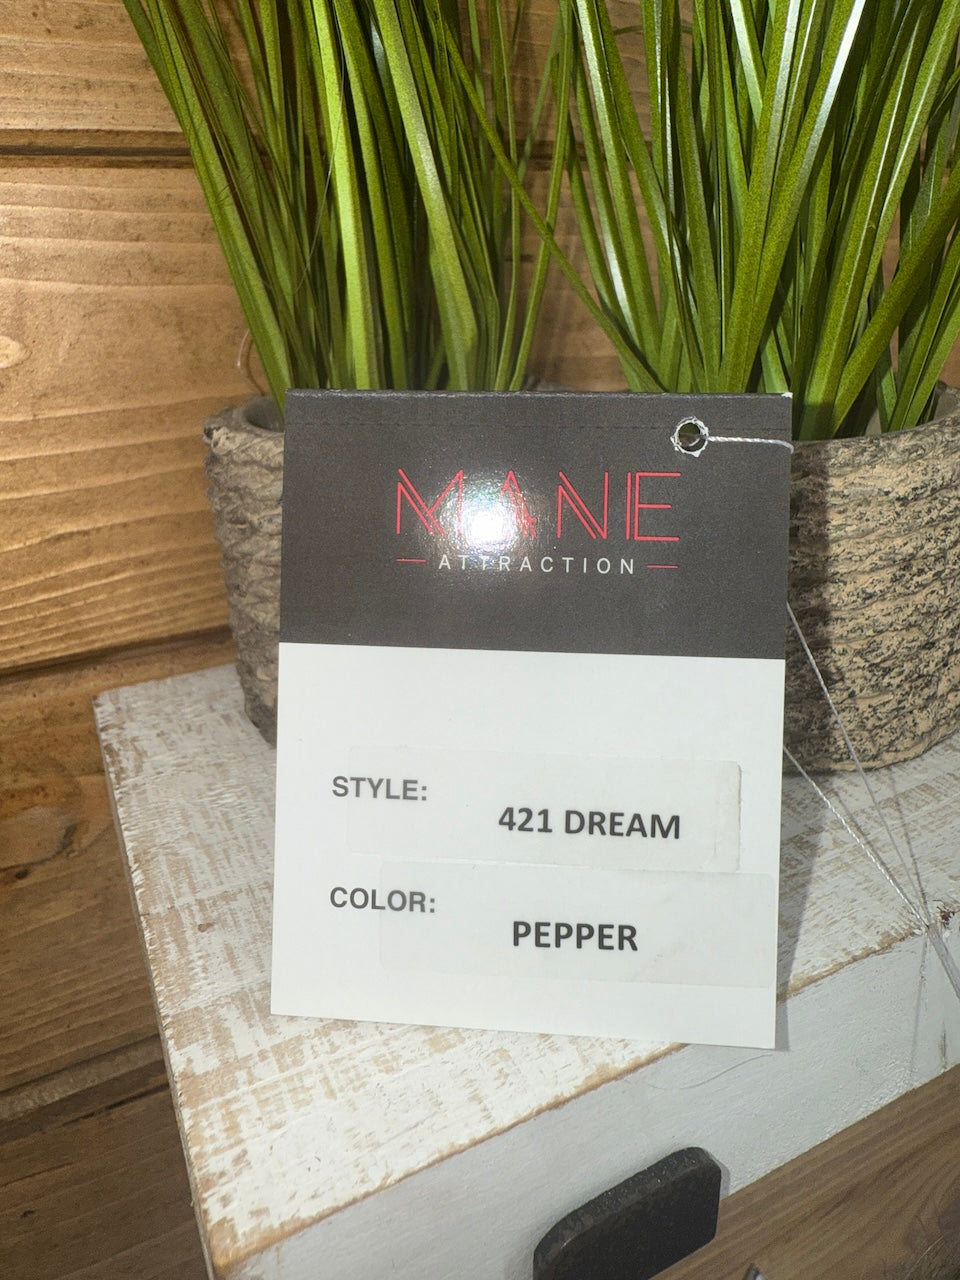 MANE
ATTRACTION
STYLE:
421 DREAM
COLOR:
PEPPER